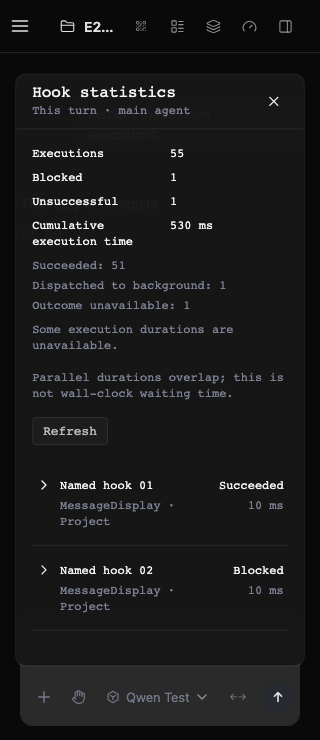 E2...
Hook statistics
This turn · main agent
Executions 55
Blocked 1
Unsuccessful 1
Cumulative 530 ms
execution time
Succeeded: 51
Dispatched to background: 1
Outcome unavailable: 1
Some execution durations are
unavailable.
Parallel durations overlap; this is
not wall-clock waiting time.
Refresh
Named hook 01 Succeeded
MessageDisplay · 10 ms
Project
Named hook 02 Blocked
MessageDisplay · 10 ms
Project
Qwen Test